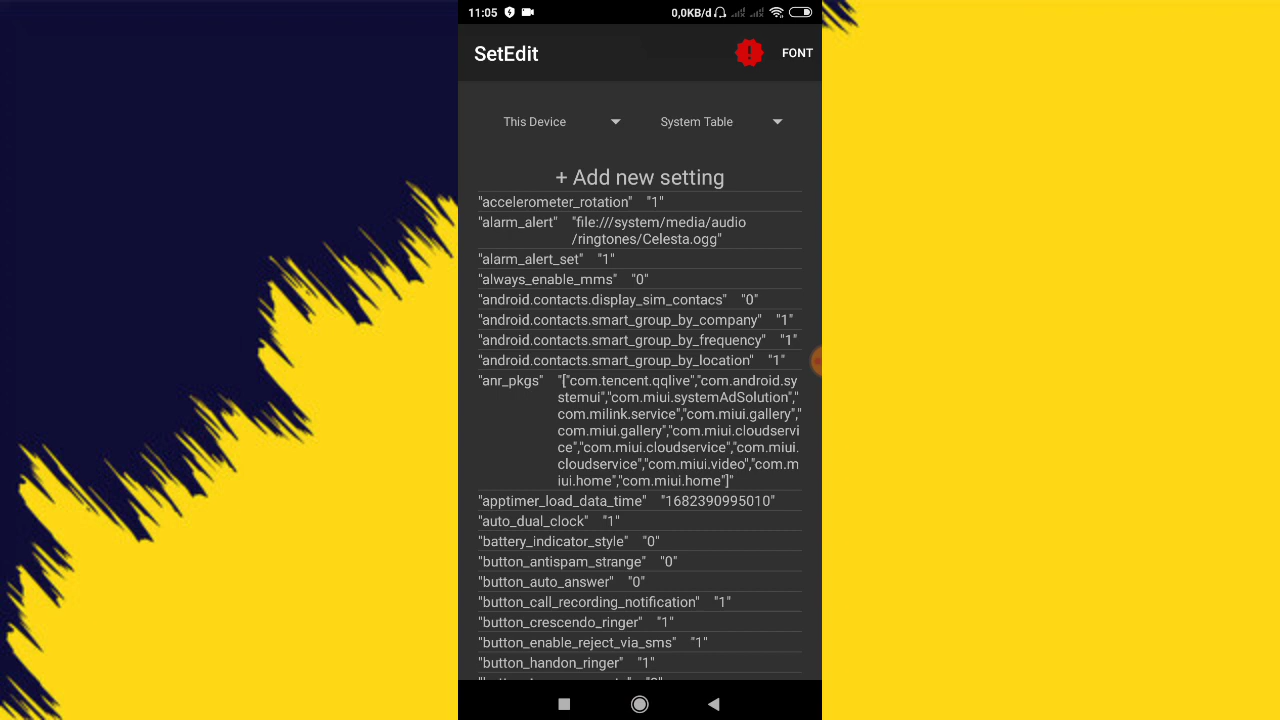 11:05 0,0KB/d
SetEdit FONT
This Device System Table
+ Add new setting
"accelerometer_rotation" "1"
"alarm_alert" "file:///system/media/audio
/ringtones/Celesta.ogg"
"alarm_alert_set" "1"
"always_enable_mms" "0"
"android.contacts.display_sim_contacs" "0"
"android.contacts.smart_group_by_company" "1"
"android.contacts.smart_group_by_frequency" "1"
"android.contacts.smart_group_by_location" "1"
"anr_pkgs" "["com.tencent.qqlive","com.android.sy
stemui","com.miui.systemAdSolution","
com.milink.service","com.miui.gallery","
com.miui.gallery","com.miui.cloudservi
ce","com.miui.cloudservice","com.miui.
cloudservice","com.miui.video","com.m
iui.home","com.miui.home"]"
"apptimer_load_data_time" "1682390995010"
"auto_dual_clock" "1"
"battery_indicator_style" "0"
"button_antispam_strange" "0"
"button_auto_answer" "0"
"button_call_recording_notification" "1"
"button_crescendo_ringer" "1"
"button_enable_reject_via_sms" "1"
"button_handon_ringer" "1"